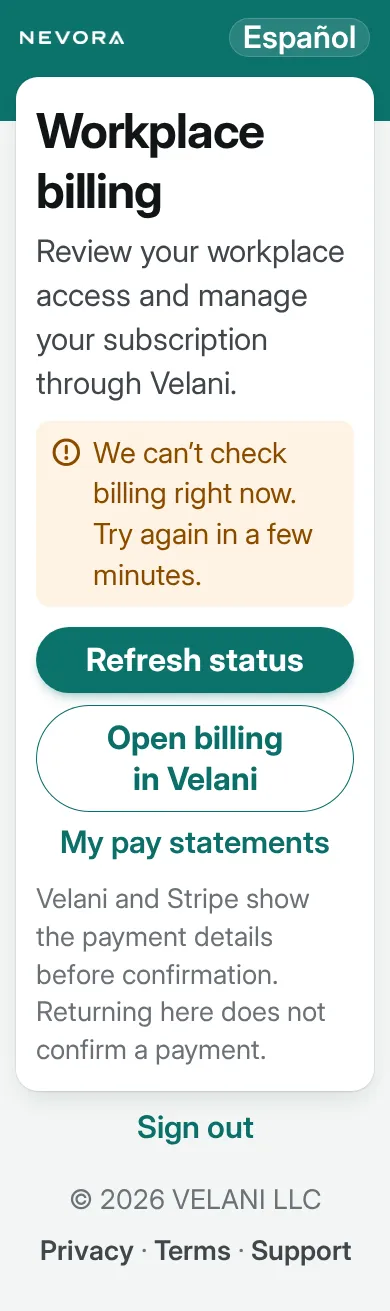 NEVORA
Español
Workplace
billing
Review your workplace
access and manage
your subscription
through Velani.
We can’t check
billing right now.
Try again in a few
minutes.
Refresh status
Open billing
in Velani
My pay statements
Velani and Stripe show
the payment details
before confirmation.
Returning here does not
confirm a payment.
Sign out
© 2026 VELANI LLC
Privacy · Terms · Support